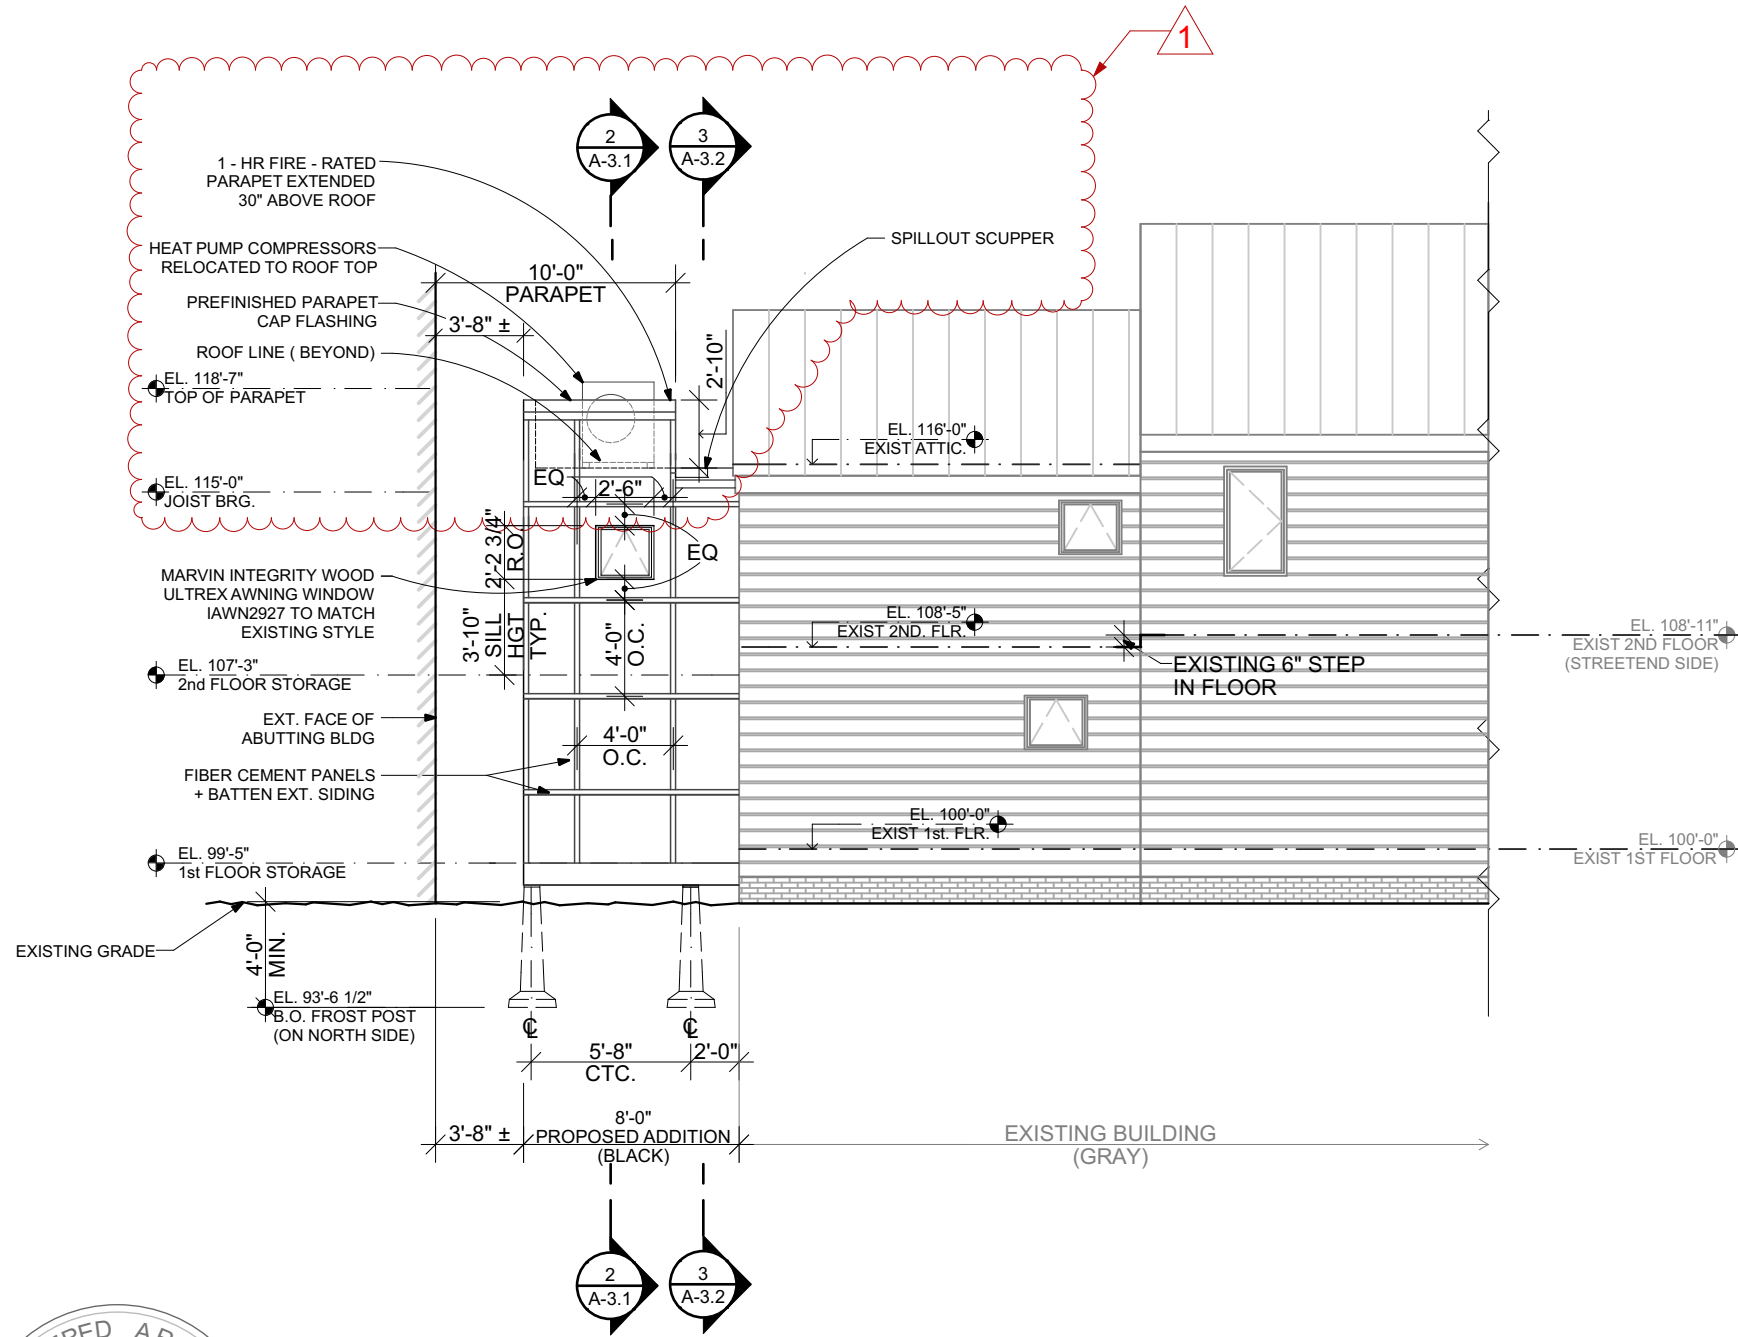 1
2
A-3.1
3
A-3.2
1 - HR FIRE - RATED
PARAPET EXTENDED
30" ABOVE ROOF
HEAT PUMP COMPRESSORS
RELOCATED TO ROOF TOP
PREFINISHED PARAPET
CAP FLASHING
ROOF LINE ( BEYOND)
SPILLOUT SCUPPER
10'-0"
PARAPET
3'-8" ±
2'-10"
EL. 118'-7"
TOP OF PARAPET
EL. 116'-0"
EXIST ATTIC.
EL. 115'-0"
JOIST BRG.
EQ
2'-6"
2'-2 3/4"
R.O.
EQ
MARVIN INTEGRITY WOOD
ULTREX AWNING WINDOW
IAWN2927 TO MATCH
EXISTING STYLE
3'-10"
SILL
HGT
TYP.
4'-0"
O.C.
EL. 108'-5"
EXIST 2ND. FLR.
EXISTING 6" STEP
IN FLOOR
EL. 108'-11"
EXIST 2ND FLOOR
(STREETEND SIDE)
EL. 107'-3"
2nd FLOOR STORAGE
EXT. FACE OF
ABUTTING BLDG
4'-0"
O.C.
FIBER CEMENT PANELS
+ BATTEN EXT. SIDING
EL. 100'-0"
EXIST 1st. FLR.
EL. 100'-0"
EXIST 1ST FLOOR
EL. 99'-5"
1st FLOOR STORAGE
EXISTING GRADE
4'-0"
MIN.
EL. 93'-6 1/2"
B.O. FROST POST
(ON NORTH SIDE)
5'-8"
CTC.
2'-0"
3'-8" ±
8'-0"
PROPOSED ADDITION
(BLACK)
EXISTING BUILDING
(GRAY)
2
A-3.1
3
A-3.2